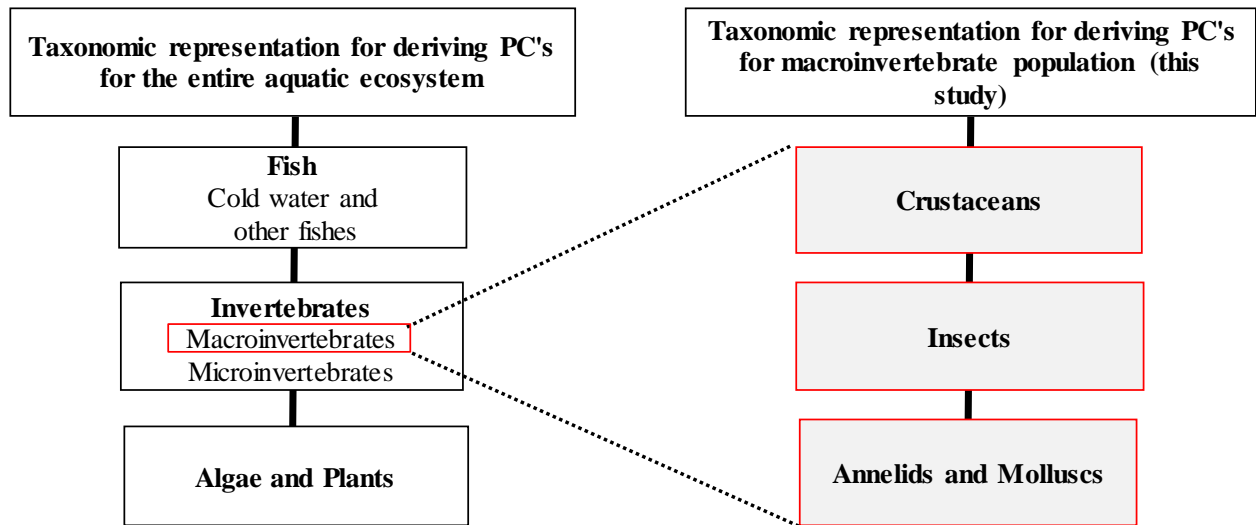 Taxonomic representation for deriving PC's
for the entire aquatic ecosystem
Fish
Cold water and
other fishes
Invertebrates
Macroinvertebrates
Microinvertebrates
Algae and Plants
Taxonomic representation for deriving PC's
for macroinvertebrate population (this
study)
Crustaceans
Insects
Annelids and Molluscs